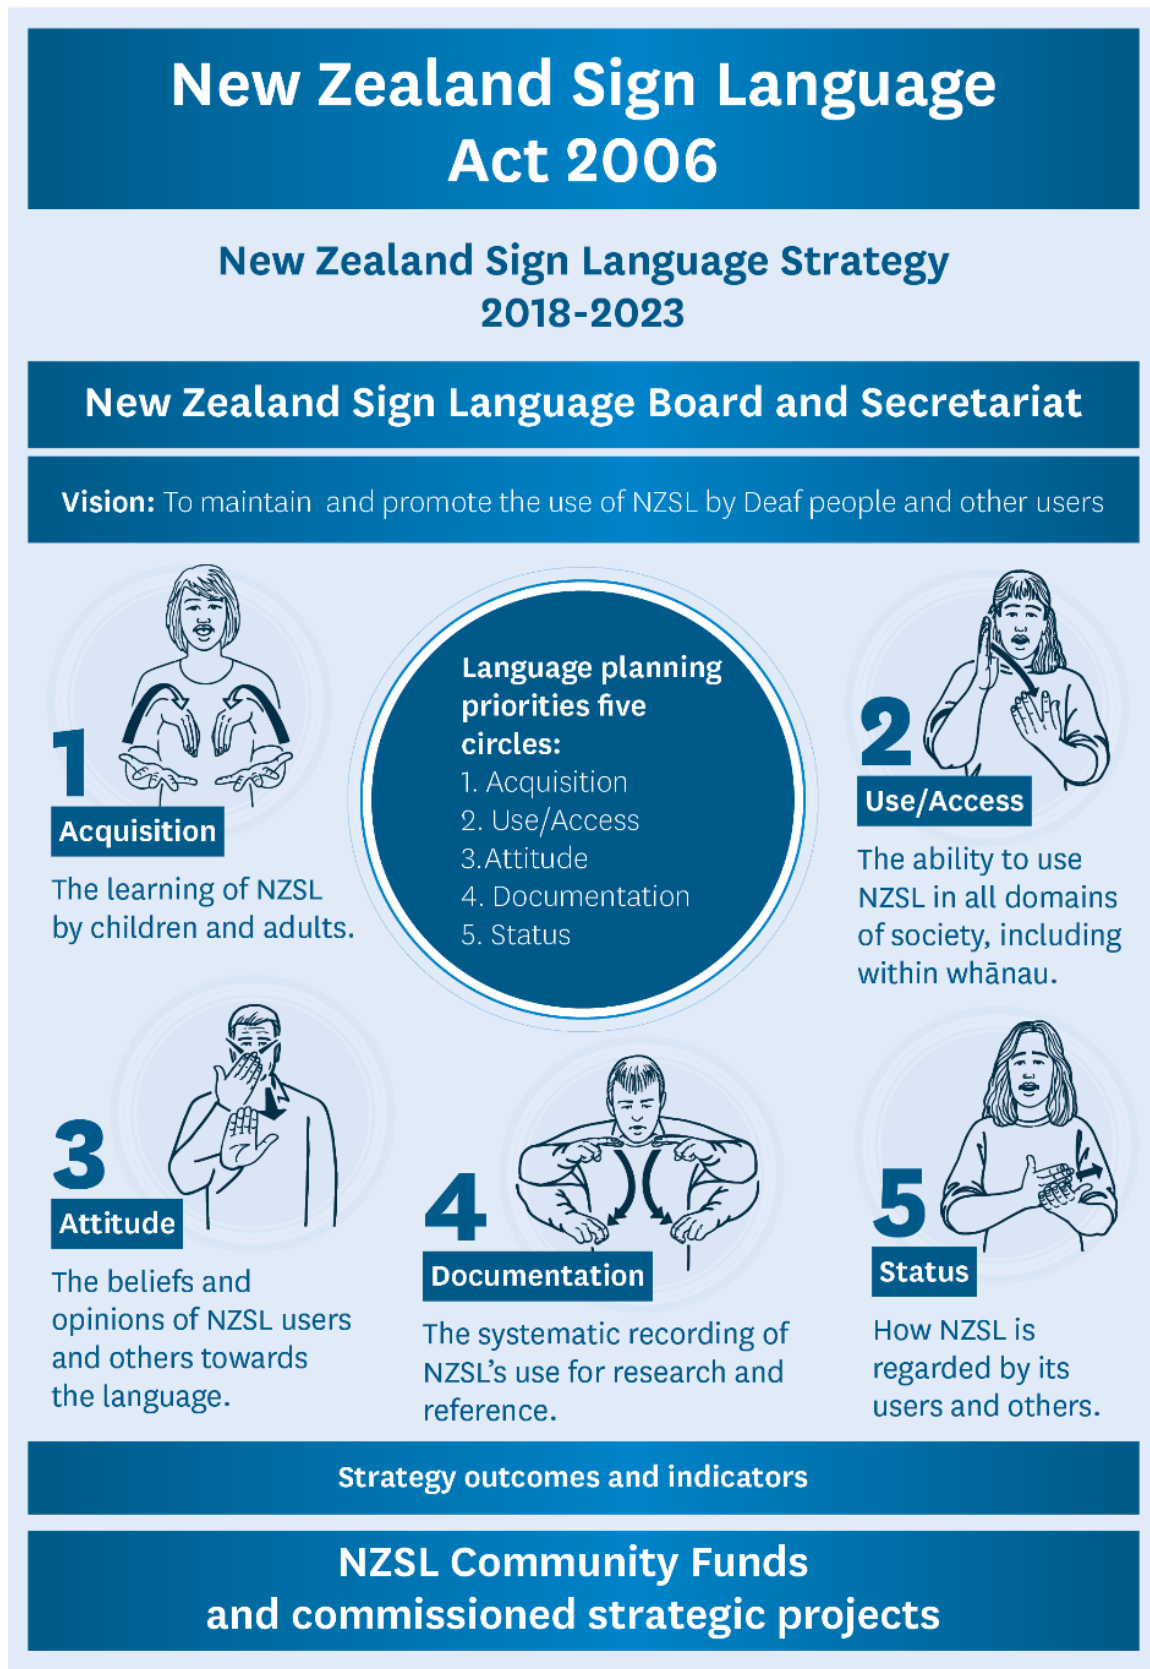 New Zealand Sign Language
Act 2006
New Zealand Sign Language Strategy
2018-2023
New Zealand Sign Language Board and Secretariat
Vision: To maintain and promote the use of NZSL by Deaf people and other users
1
Acquisition
The learning of NZSL
by children and adults.
Language planning
priorities five
circles:
1. Acquisition
2. Use/Access
3.Attitude
4. Documentation
5. Status
2
Use/Access
The ability to use
NZSL in all domains
of society, including
within whānau.
3
Attitude
The beliefs and
opinions of NZSL users
and others towards
the language.
4
Documentation
The systematic recording of
NZSL’s use for research and
reference.
5
Status
How NZSL is
regarded by its
users and others.
Strategy outcomes and indicators
NZSL Community Funds
and commissioned strategic projects